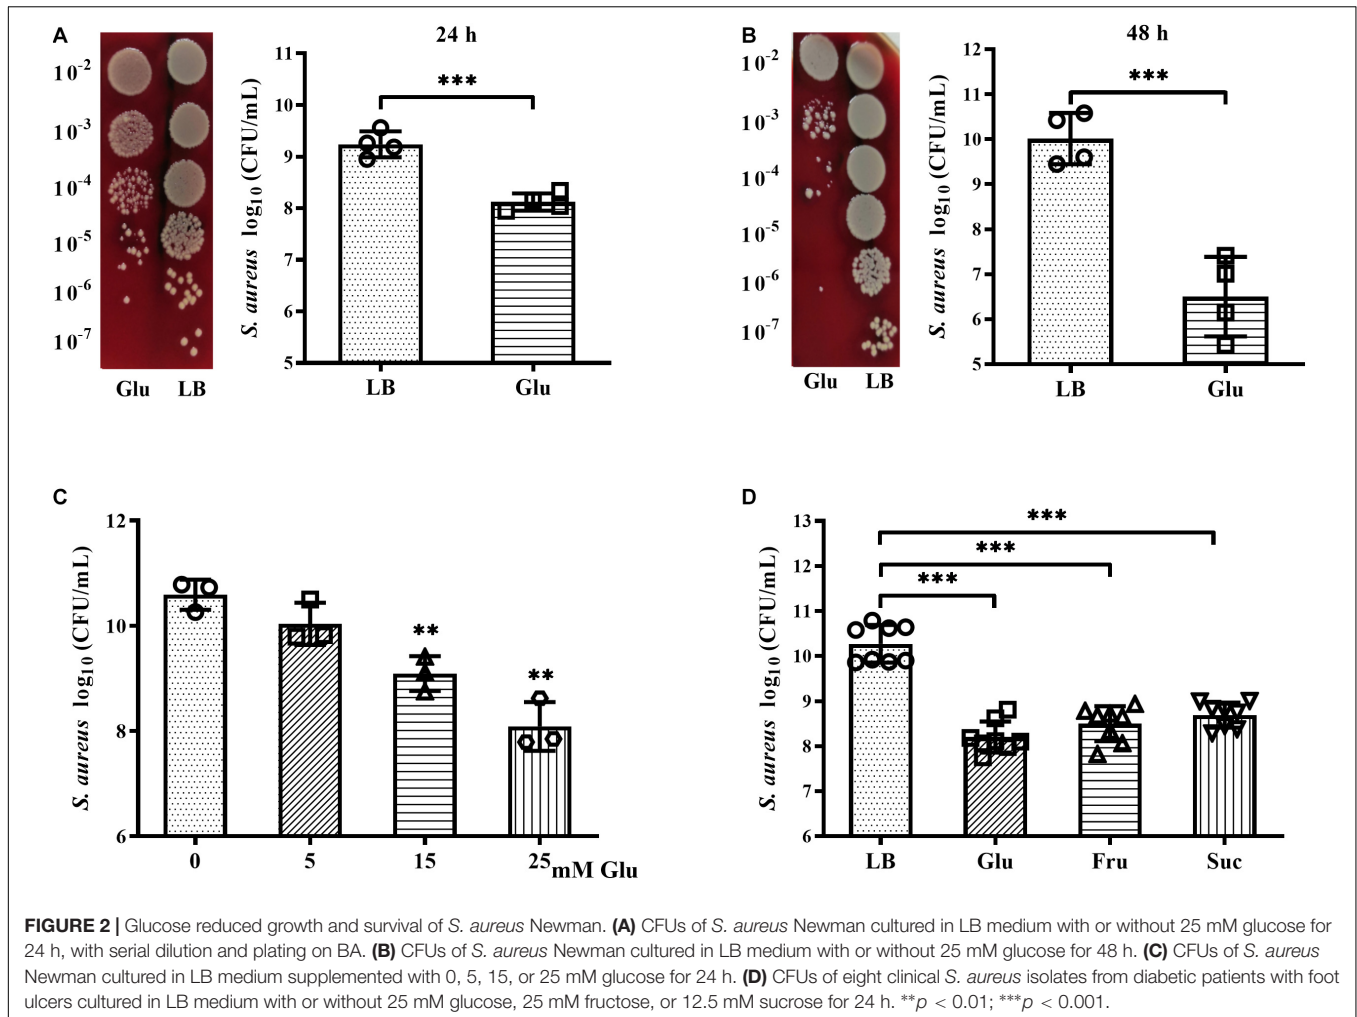 A
24 h
10-2
10-3
10-4
10-5
10-6
10-7
Glu LB
S. aureus log10 (CFU/mL)
11
10
9
8
7
6
5
***
LB Glu
B
48 h
10-2
10-3
10-4
10-5
10-6
10-7
Glu LB
S. aureus log10 (CFU/mL)
12
11
10
9
8
7
6
5
***
LB Glu
C
S. aureus log10 (CFU/mL)
12
10
8
6
**
**
0 5 15 25 mM Glu
D
S. aureus log10 (CFU/mL)
13
12
11
10
9
8
7
6
***
***
***
LB Glu Fru Suc
FIGURE 2 | Glucose reduced growth and survival of S. aureus Newman. (A) CFUs of S. aureus Newman cultured in LB medium with or without 25 mM glucose for
24 h, with serial dilution and plating on BA. (B) CFUs of S. aureus Newman cultured in LB medium with or without 25 mM glucose for 48 h. (C) CFUs of S. aureus
Newman cultured in LB medium supplemented with 0, 5, 15, or 25 mM glucose for 24 h. (D) CFUs of eight clinical S. aureus isolates from diabetic patients with foot
ulcers cultured in LB medium with or without 25 mM glucose, 25 mM fructose, or 12.5 mM sucrose for 24 h. **p < 0.01; ***p < 0.001.